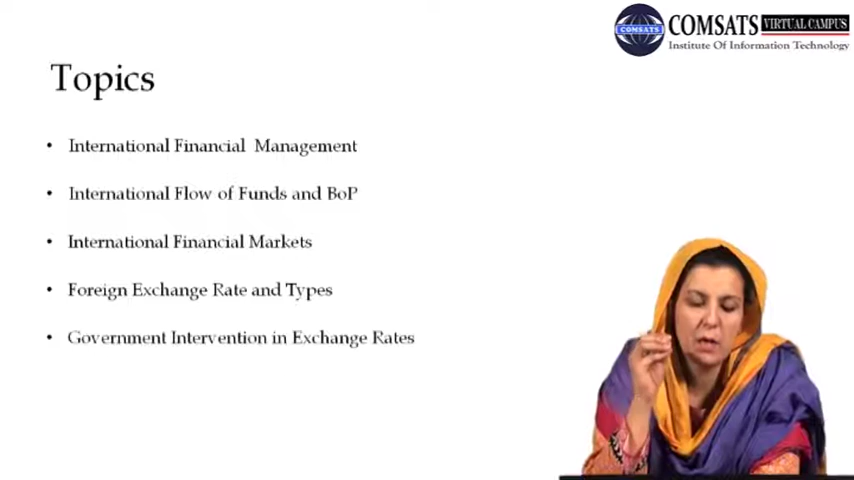 COMSATS
COMSATS VIRTUAL CAMPUS
Institute Of Information Technology
Topics
• International Financial Management
• International Flow of Funds and BoP
• International Financial Markets
• Foreign Exchange Rate and Types
• Government Intervention in Exchange Rates